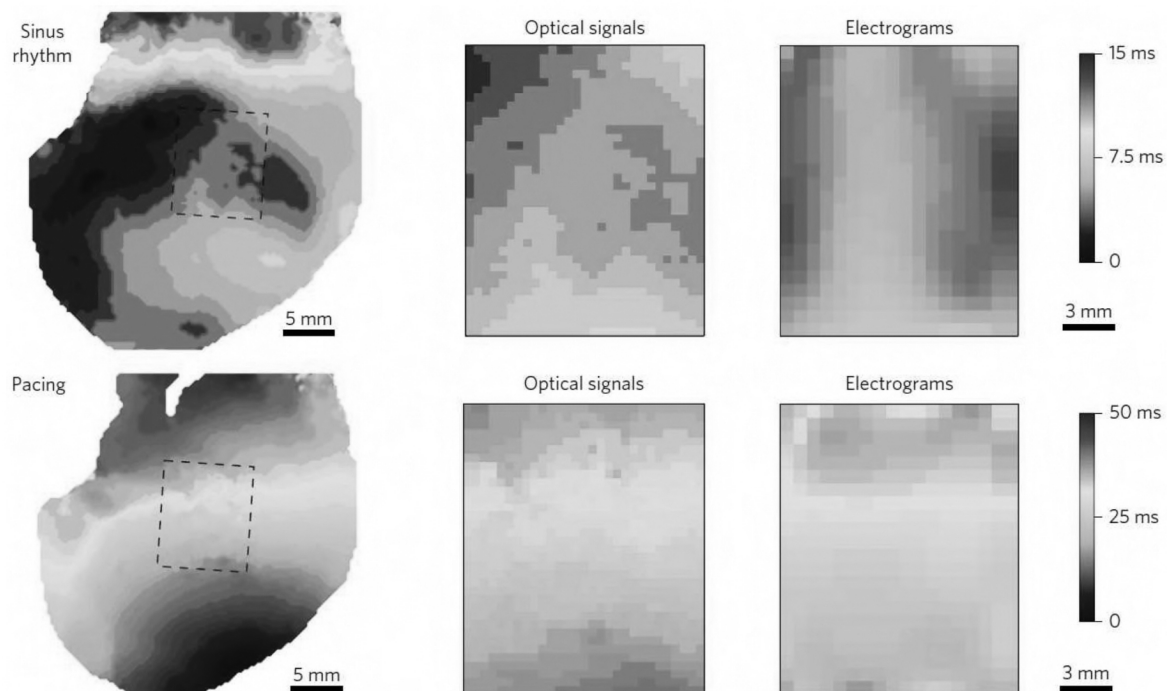 Sinus
rhythm
Optical signals
Electrograms
15 ms
7.5 ms
0
5 mm
3 mm
Pacing
Optical signals
Electrograms
50 ms
25 ms
0
5 mm
3 mm